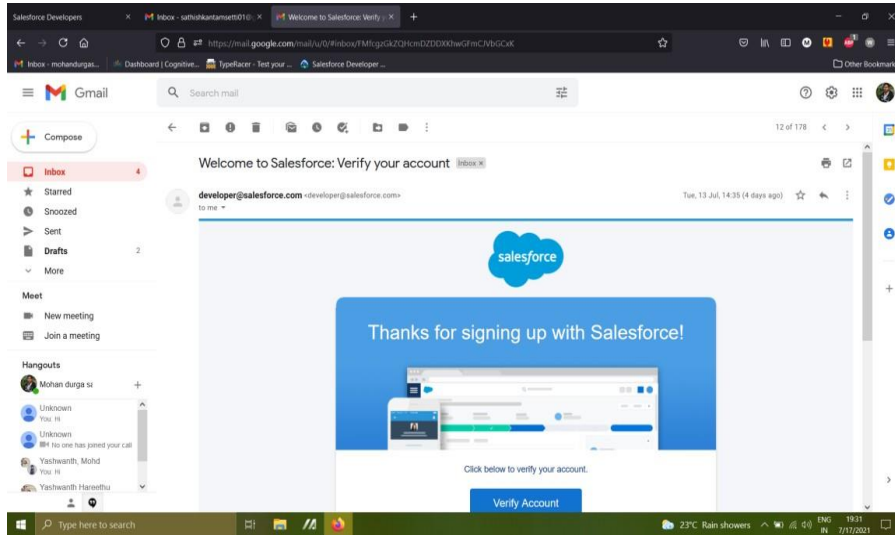 Salesforce Developers
Inbox - sathishkantamsetti01@
Welcome to Salesforce: Verify y
https://mail.google.com/mail/u/0/#inbox/
Inbox - mohandurgas...
Dashboard | Cognitive...
TypeRacer - Test your ...
Salesforce Developer ...
Other Bookmark
Gmail
Search mail
Compose
12 of 178
Inbox 4
Starred
Snoozed
Sent
Drafts 2
More
Meet
New meeting
Join a meeting
Hangouts
Mohan durga sa
Unknown
You: Hi
Unknown
No one has joined your call
Yashwanth, Mohd
You: Hi
Yashwanth Hareethu
Welcome to Salesforce: Verify your account Inbox ×
developer@salesforce.com <developer@salesforce.com>
to me
Tue, 13 Jul, 14:35 (4 days ago)
salesforce
Thanks for signing up with Salesforce!
Click below to verify your account.
Verify Account
Type here to search
23°C Rain showers
ENG
IN
19:31
7/17/2021